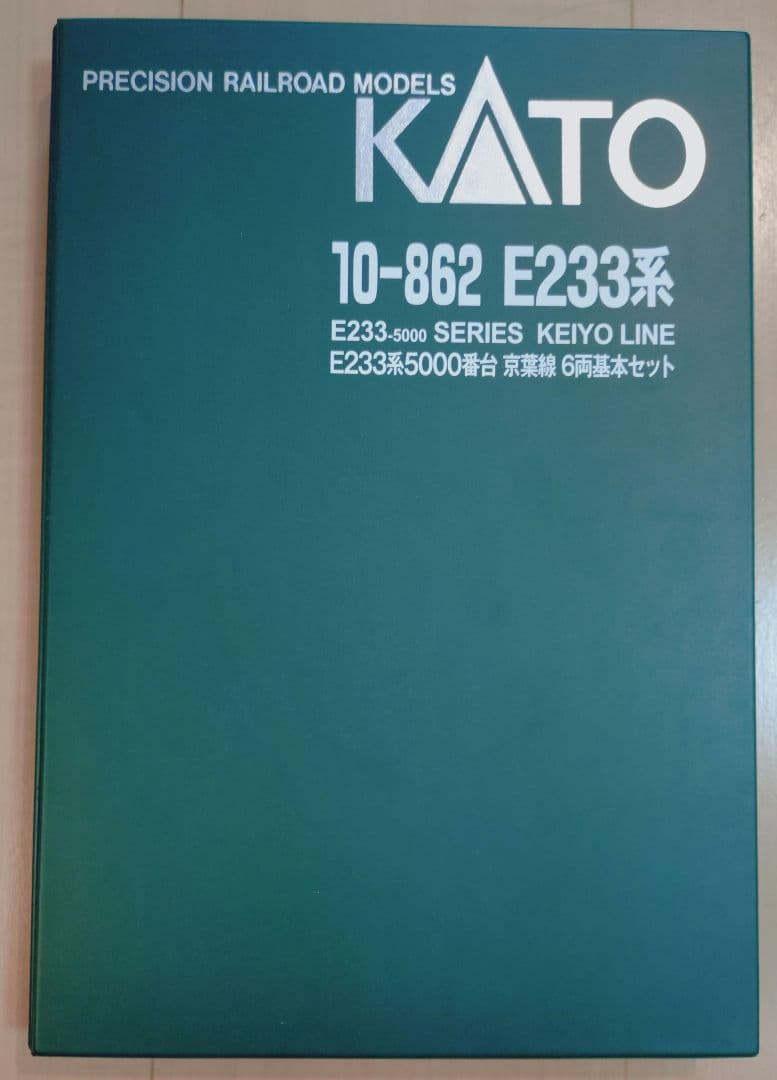 PRECISION RAILROAD MODELS
KATO
10-862 E233系
E233-5000 SERIES KEIYO LINE
E233系5000番台 京葉線 6両基本セット